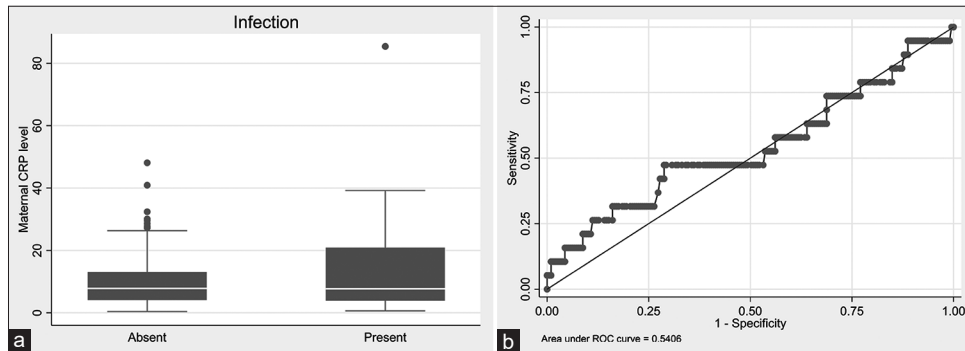 Infection
Maternal CRP level
80
60
40
20
0
Absent
Present
a
Sensitivity
1.00
0.75
0.50
0.25
0.00
0.00
0.25
0.50
0.75
1.00
1 - Specificity
Area under ROC curve = 0.5406
b